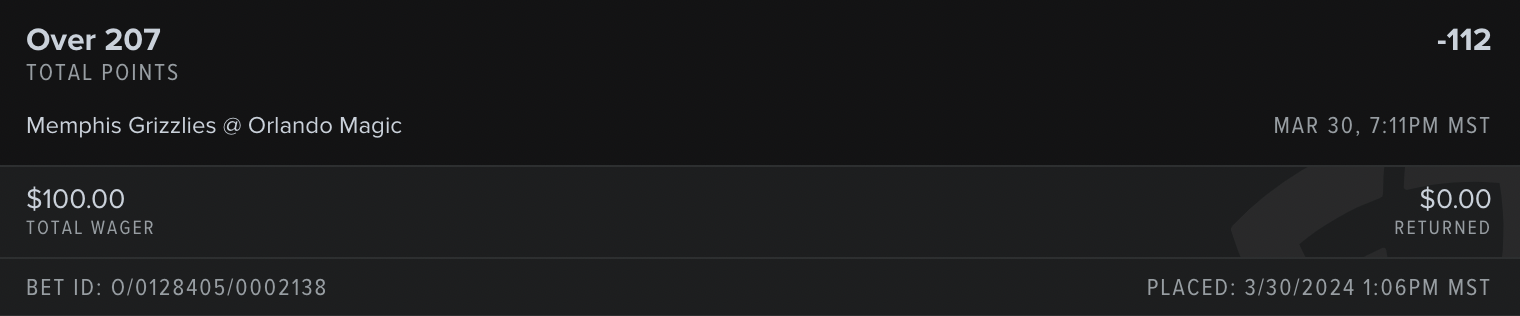 Over 207 -112
TOTAL POINTS
Memphis Grizzlies @ Orlando Magic MAR 30, 7:11PM MST
$100.00 $0.00
TOTAL WAGER RETURNED
BET ID: O/0128405/0002138 PLACED: 3/30/2024 1:06PM MST